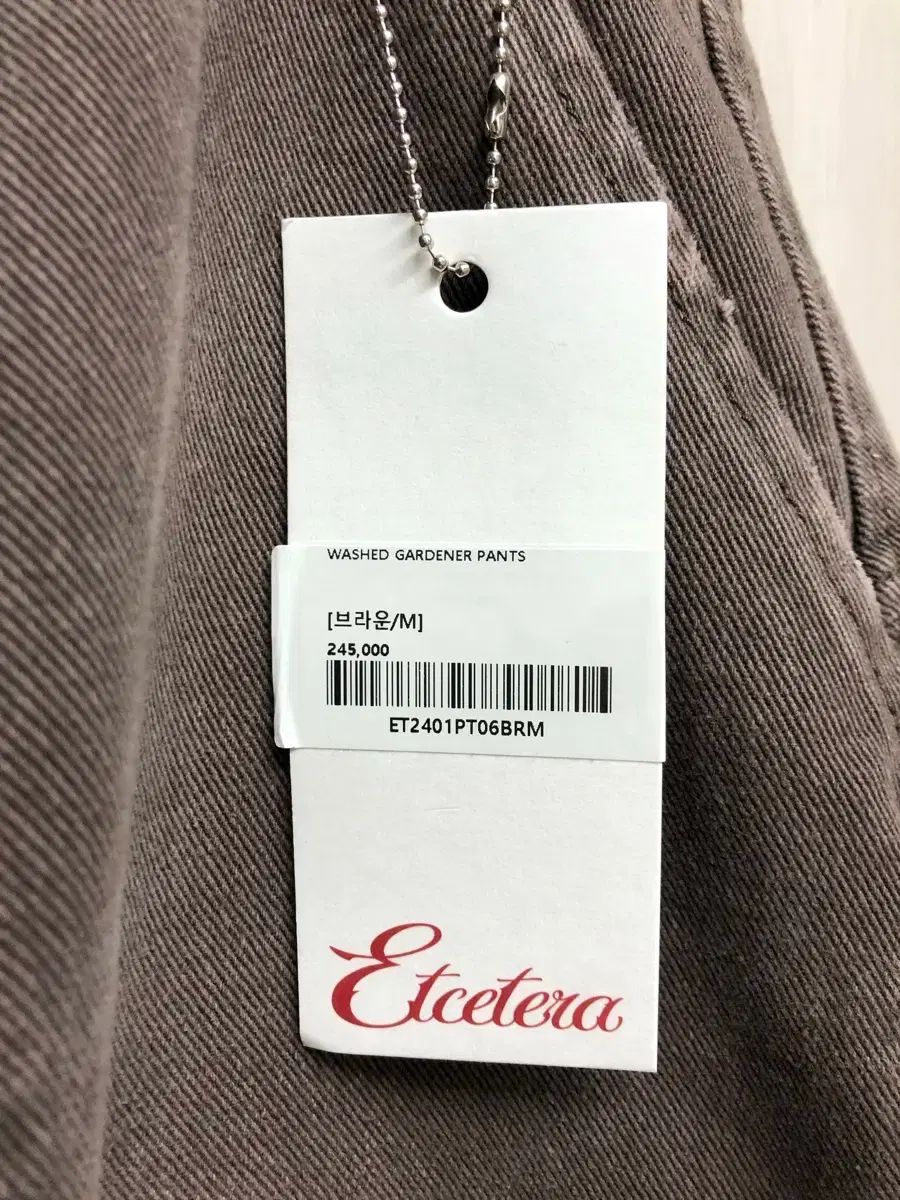 WASHED GARDENER PANTS
[브라운/M]
245,000
ET2401PT06BRM
Etcetera